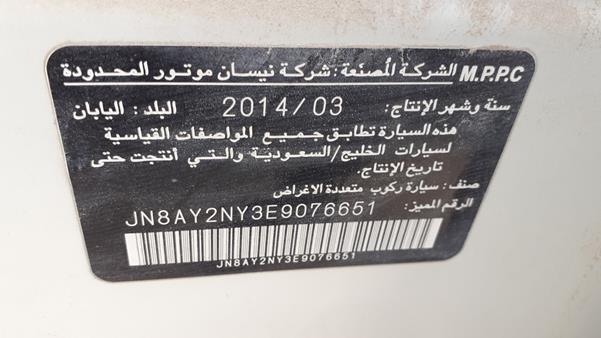 M.P.P.C الشركة المُصنعة : شركة نيسان موتور المحدودة
سنة وشهر الإنتاج: 2014/03 البلد : اليابان
هذه السيارة تطابق جميع المواصفات القياسية
لسيارات الخليج/السعودية والتي أنتجت حتى
تاريخ الإنتاج.
صنف : سيارة ركوب متعددة الاغراض
الرقم المميز: JN8AY2NY3E9076651
JN8AY2NY3E9076651